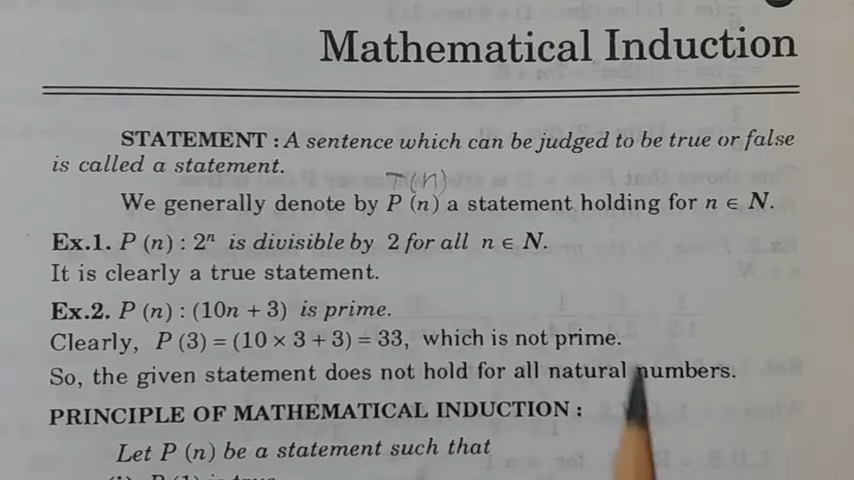 Mathematical Induction
STATEMENT : A sentence which can be judged to be true or false
is called a statement.
T(n)
We generally denote by P (n) a statement holding for n ∈ N.
Ex.1. P (n) : 2ⁿ is divisible by 2 for all n ∈ N.
It is clearly a true statement.
Ex.2. P (n) : (10n + 3) is prime.
Clearly, P (3) = (10 × 3 + 3) = 33, which is not prime.
So, the given statement does not hold for all natural numbers.
PRINCIPLE OF MATHEMATICAL INDUCTION :
Let P (n) be a statement such that
(i) P (1) is true